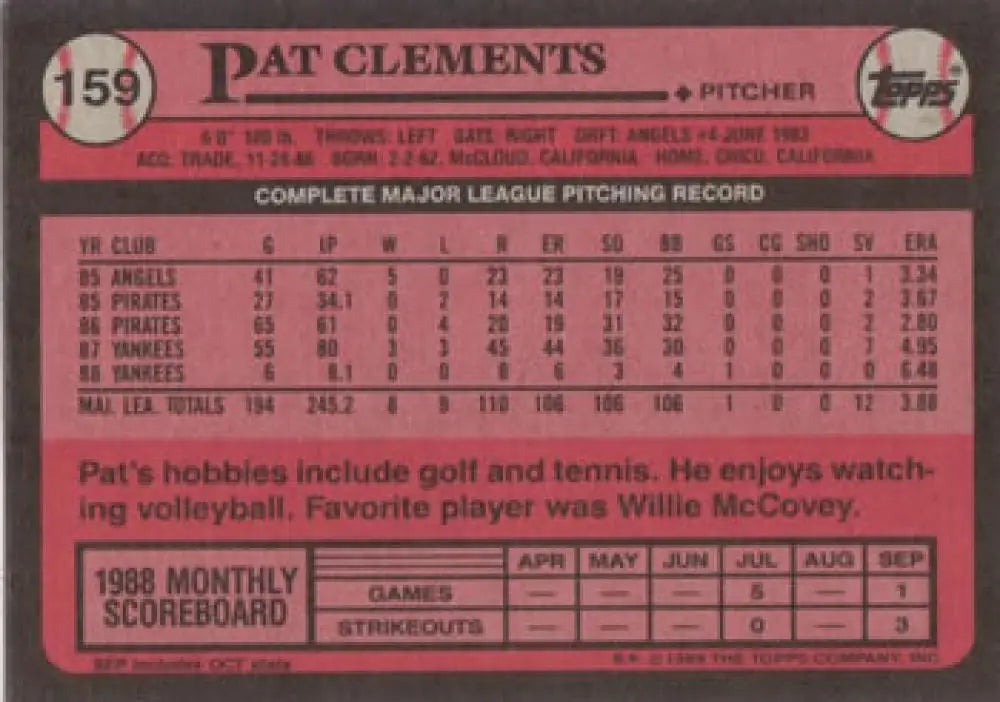 159
PAT CLEMENTS
PITCHER
Topps®
6'0" 180 lb. THROWS: LEFT BATS: RIGHT DRFT: ANGELS #4-JUNE 1983
ACQ: TRADE, BORN: 2-2-62, McCLOUD, CALIFORNIA HOME: CHICO, CALIFORNIA
COMPLETE MAJOR LEAGUE PITCHING RECORD
YR CLUB G IP W L R ER SO BB GS CG SHO SV ERA
85 ANGELS 41 62 5 0 23 23 19 25 0 0 0 1 3.34
85 PIRATES 27 34.1 0 2 14 14 17 15 0 0 0 2 3.67
86 PIRATES 65 61 0 4 20 19 31 32 0 0 0 2 2.80
87 YANKEES 55 80 3 3 45 44 36 30 0 0 0 7 4.95
88 YANKEES 6 8.1 0 0 8 6 3 4 1 0 0 0 6.48
MAJ. LEA. TOTALS 194 245.2 8 9 110 106 106 106 1 0 0 12 3.88
Pat's hobbies include golf and tennis. He enjoys watch-
ing volleyball. Favorite player was Willie McCovey.
1988 MONTHLY
SCOREBOARD
APR MAY JUN JUL AUG SEP
GAMES — — — 5 — 1
STRIKEOUTS — — — 0 — 3
SEP includes OCT stats
© 1989 THE TOPPS COMPANY, INC.